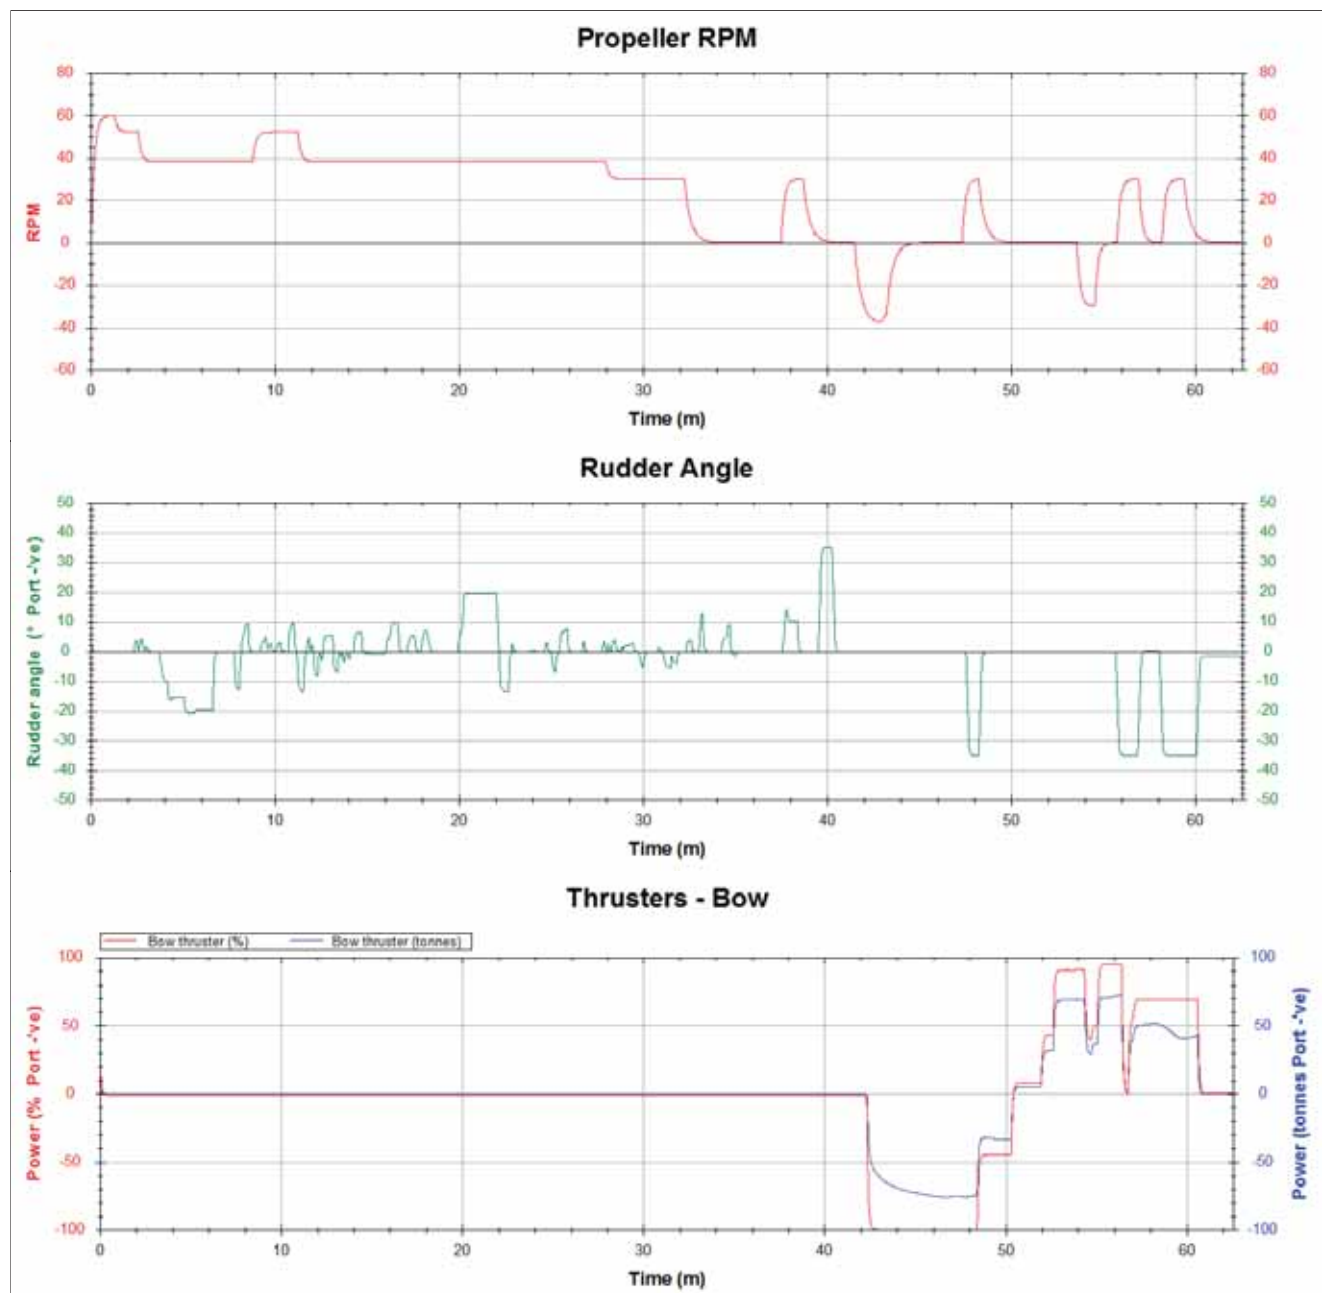 Propeller RPM
80 80
60 60
40 40
20 20
0 0
-20 -20
-40 -40
-60 -60
RPM
0 10 20 30 40 50 60
Time (m)
Rudder Angle
50 50
40 40
30 30
20 20
10 10
0 0
-10 -10
-20 -20
-30 -30
-40 -40
-50 -50
Rudder angle (° Port -'ve)
0 10 20 30 40 50 60
Time (m)
Thrusters - Bow
Bow thruster (%) Bow thruster (tonnes)
100 100
50 50
0 0
-50 -50
-100 -100
Power (% Port -'ve)
Power (tonnes Port -'ve)
0 10 20 30 40 50 60
Time (m)